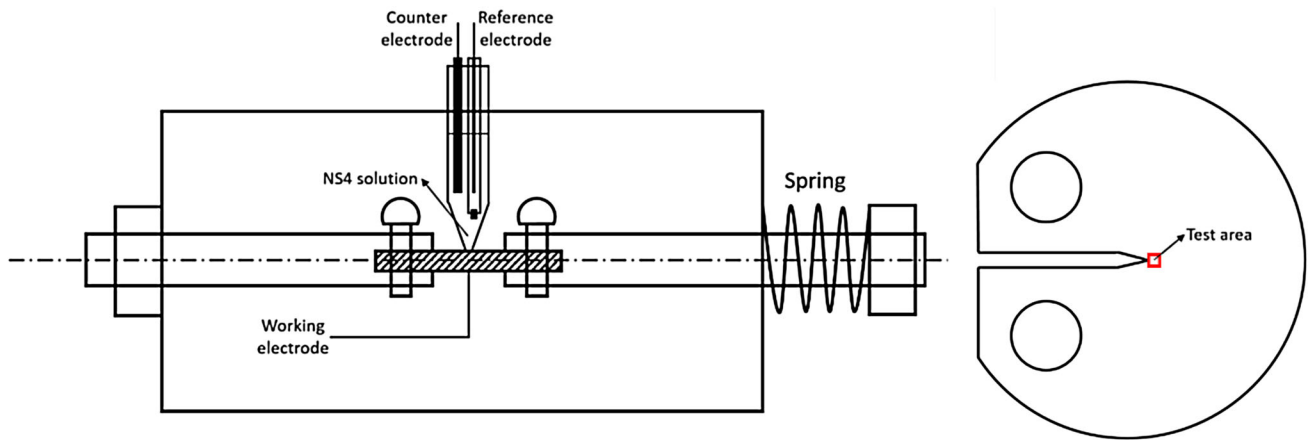 Counter
electrode
Reference
electrode
NS4 solution
Spring
Working
electrode
Test area